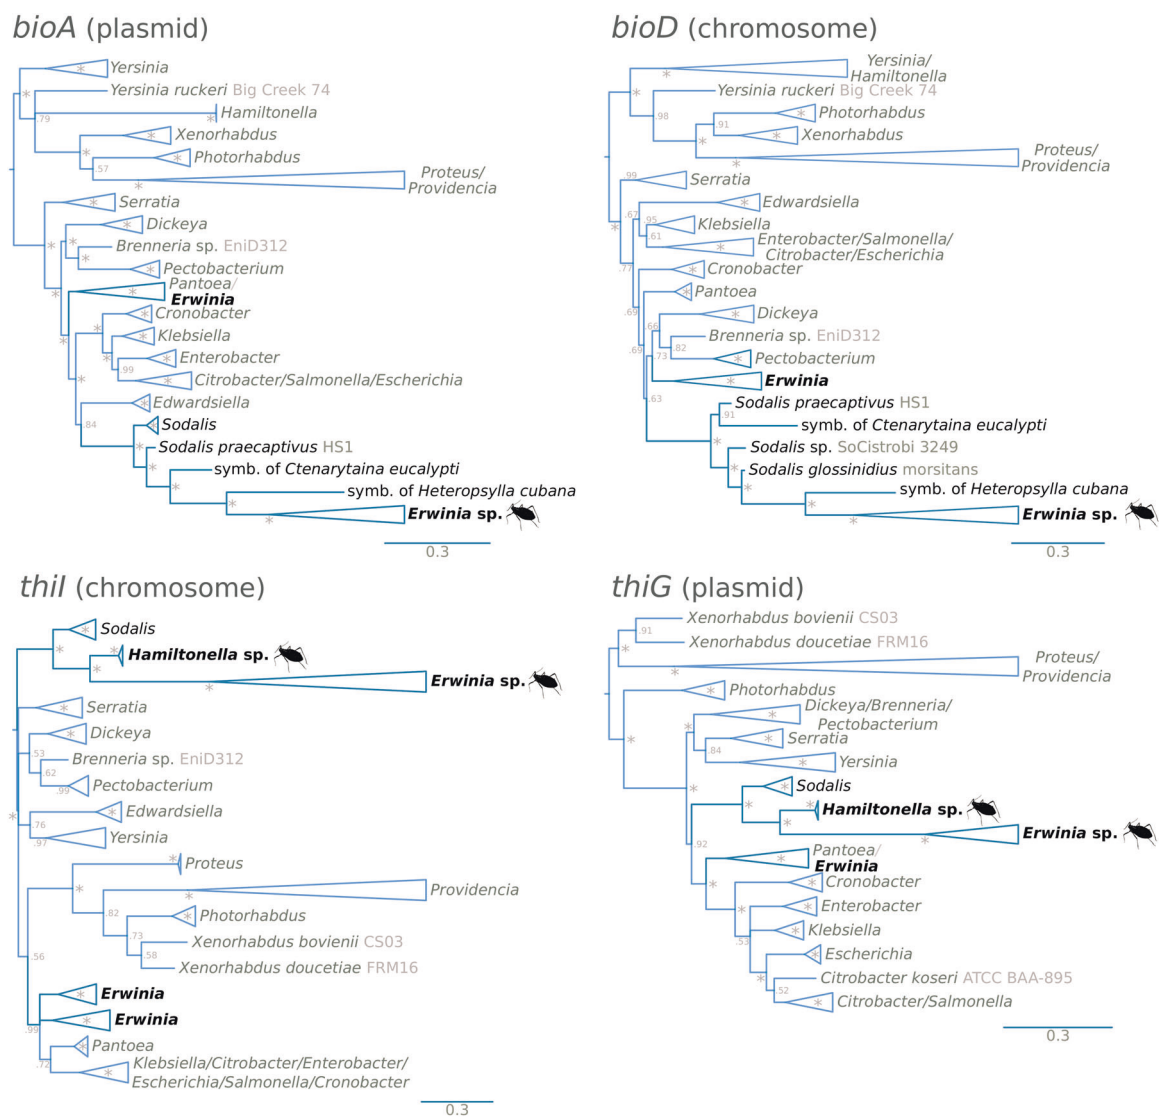 bioA (plasmid)
Yersinia
*
*
Yersinia ruckeri Big Creek 74
.79
Hamiltonella
*
Xenorhabdus
*
*
Photorhabdus
*
.57
Proteus/
Providencia
*
Serratia
*
*
Dickeya
*
*
Brenneria sp. EniD312
*
Pectobacterium
*
*
Pantoea/
Erwinia
*
Cronobacter
*
*
*
Klebsiella
*
*
Enterobacter
*
.99
Citrobacter/Salmonella/Escherichia
*
*
Edwardsiella
*
.84
Sodalis
*
*
Sodalis praecaptivus HS1
*
symb. of Ctenarytaina eucalypti
*
symb. of Heteropsylla cubana
*
Erwinia sp.
*
0.3
bioD (chromosome)
Yersinia/
Hamiltonella
*
*
Yersinia ruckeri Big Creek 74
.98
Photorhabdus
*
.91
Xenorhabdus
*
*
Proteus/
Providencia
*
.99
Serratia
*
Edwardsiella
*
.67
.95
Klebsiella
*
.61
Enterobacter/Salmonella/
Citrobacter/Escherichia
*
.77
Cronobacter
*
Pantoea
*
.69
Dickeya
*
.66
Brenneria sp. EniD312
.82
.69
.73
Pectobacterium
*
Erwinia
*
.63
Sodalis praecaptivus HS1
.91
symb. of Ctenarytaina eucalypti
*
Sodalis sp. SoCistrobi 3249
*
Sodalis glossinidius morsitans
*
symb. of Heteropsylla cubana
*
Erwinia sp.
*
0.3
thiI (chromosome)
Sodalis
*
*
Hamiltonella sp.
*
*
Erwinia sp.
*
Serratia
*
Dickeya
*
.53
Brenneria sp. EniD312
.62
Pectobacterium
.99
Edwardsiella
*
*
.76
Yersinia
*
.97
Proteus
*
*
Providencia
*
.82
Photorhabdus
*
.73
Xenorhabdus bovienii CS03
.58
.56
Xenorhabdus doucetiae FRM16
Erwinia
*
Erwinia
*
.99
Pantoea
*
.72
Klebsiella/Citrobacter/Enterobacter/
Escherichia/Salmonella/Cronobacter
*
0.3
thiG (plasmid)
Xenorhabdus bovienii CS03
.91
Xenorhabdus doucetiae FRM16
Proteus/
Providencia
*
Photorhabdus
*
*
Dickeya/Brenneria/
Pectobacterium
*
*
Serratia
*
.84
Yersinia
*
*
Sodalis
*
*
Hamiltonella sp.
*
*
Erwinia sp.
*
.92
Pantoea/
Erwinia
*
Cronobacter
*
*
Enterobacter
*
.53
Klebsiella
*
Escherichia
*
*
Citrobacter koseri ATCC BAA-895
.52
Citrobacter/Salmonella
*
0.3